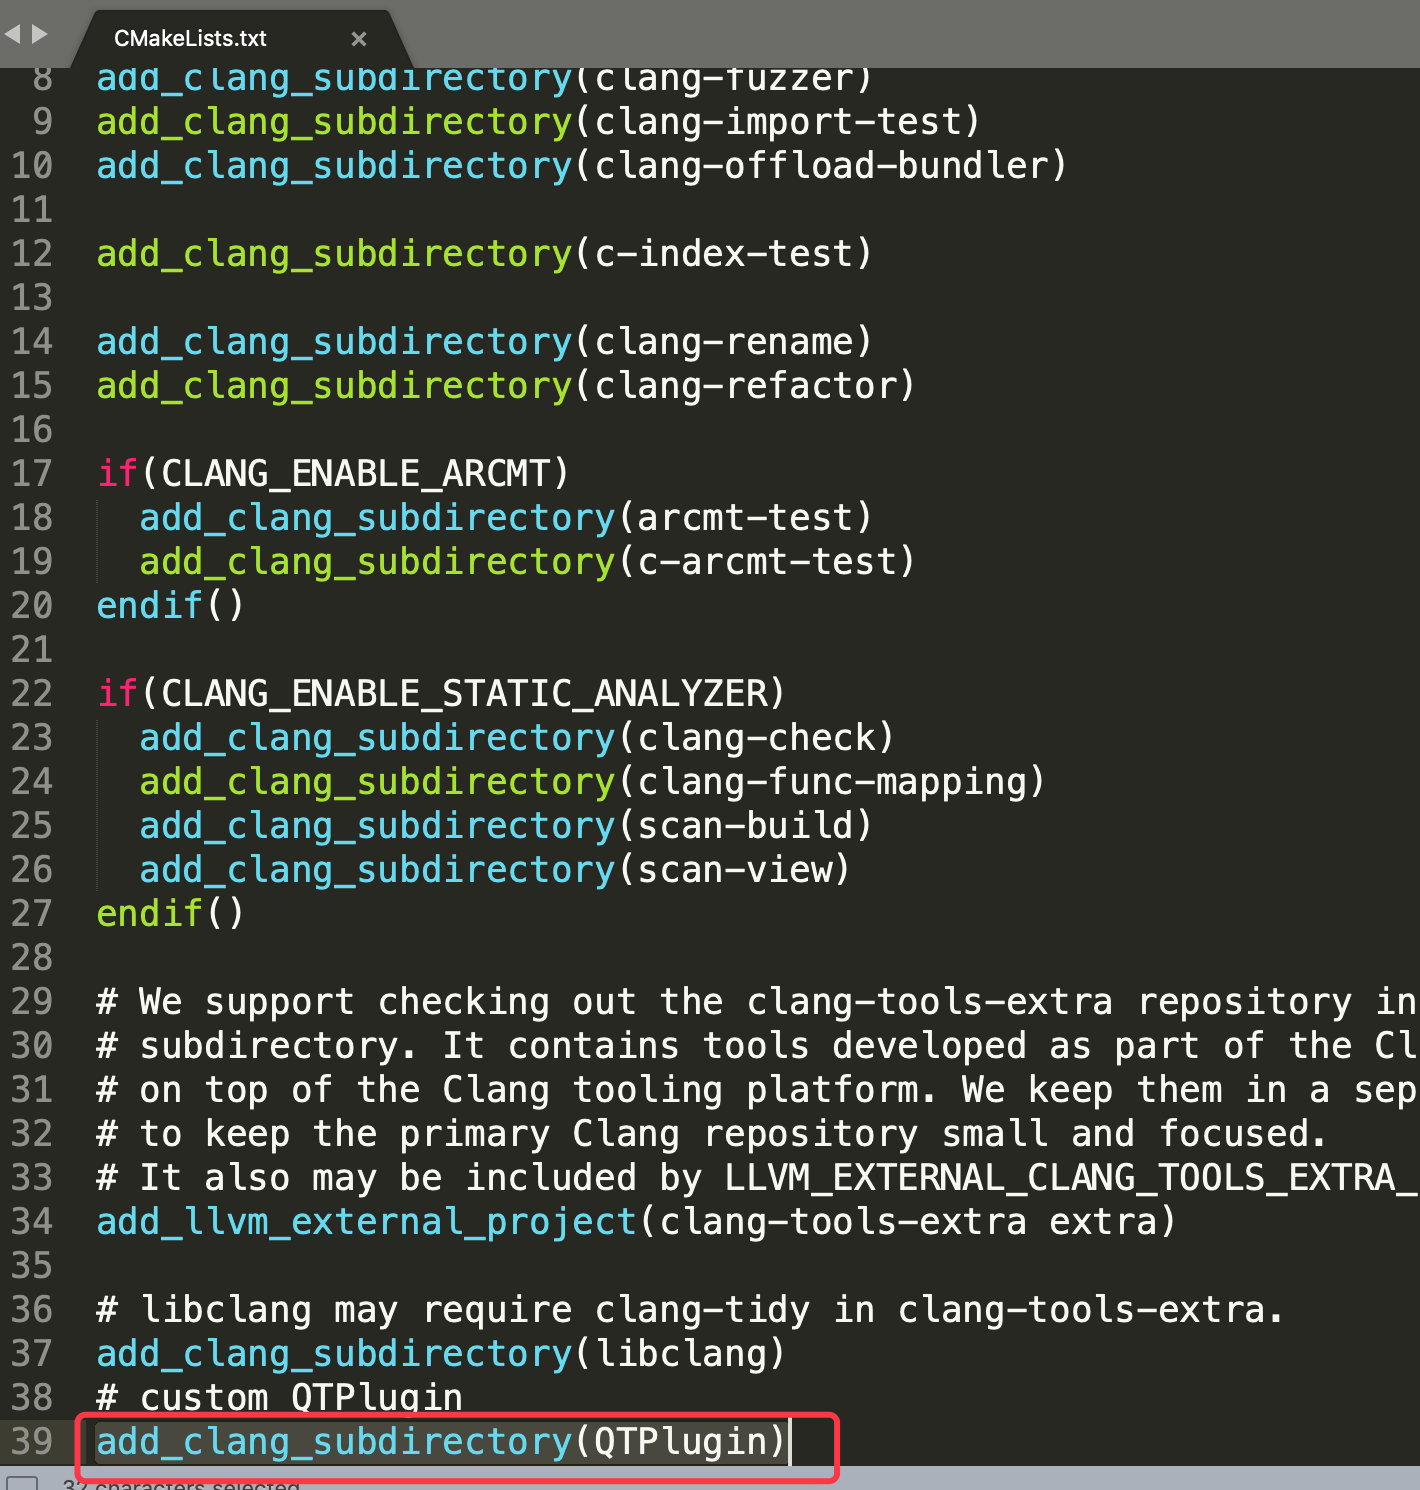 CMakeLists.txt ×
8 add_clang_subdirectory(clang-fuzzer)
9 add_clang_subdirectory(clang-import-test)
10 add_clang_subdirectory(clang-offload-bundler)
11
12 add_clang_subdirectory(c-index-test)
13
14 add_clang_subdirectory(clang-rename)
15 add_clang_subdirectory(clang-refactor)
16
17 if(CLANG_ENABLE_ARCMT)
18   add_clang_subdirectory(arcmt-test)
19   add_clang_subdirectory(c-arcmt-test)
20 endif()
21
22 if(CLANG_ENABLE_STATIC_ANALYZER)
23   add_clang_subdirectory(clang-check)
24   add_clang_subdirectory(clang-func-mapping)
25   add_clang_subdirectory(scan-build)
26   add_clang_subdirectory(scan-view)
27 endif()
28
29 # We support checking out the clang-tools-extra repository in
30 # subdirectory. It contains tools developed as part of the Cl
31 # on top of the Clang tooling platform. We keep them in a sep
32 # to keep the primary Clang repository small and focused.
33 # It also may be included by LLVM_EXTERNAL_CLANG_TOOLS_EXTRA_
34 add_llvm_external_project(clang-tools-extra extra)
35
36 # libclang may require clang-tidy in clang-tools-extra.
37 add_clang_subdirectory(libclang)
38 # custom QTPlugin
39 add_clang_subdirectory(QTPlugin)
32 characters selected